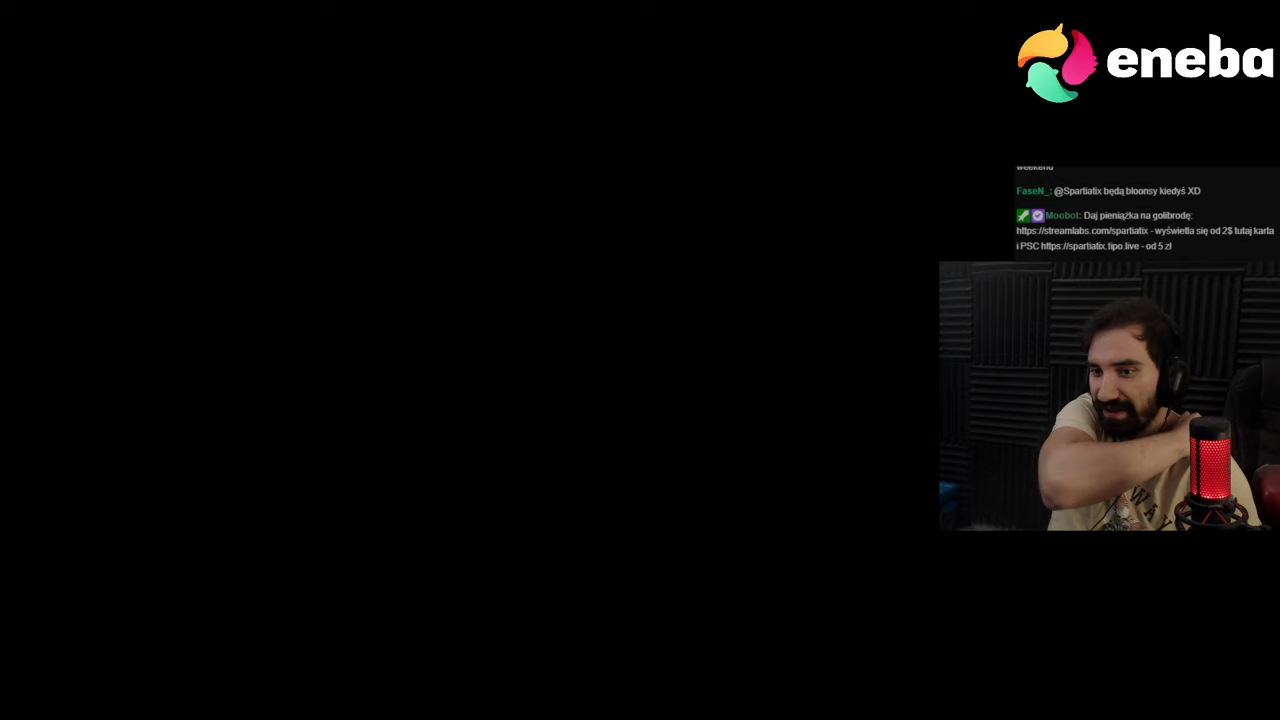 eneba
weekend
FaseN_: @Spartiatix będą bloonsy kiedyś XD
Moobot: Daj pieniążka na golibrodę:
https://streamlabs.com/spartiatix - wyświetla się od 2$ tutaj karta
i PSC https://spartiatix.tipo.live - od 5 zł
WAY